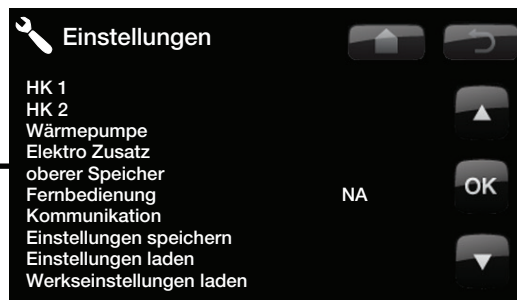 Einstellungen
HK 1
HK 2
Wärmepumpe
Elektro Zusatz
oberer Speicher
Fernbedienung NA
Kommunikation
Einstellungen speichern
Einstellungen laden
Werkseinstellungen laden
OK